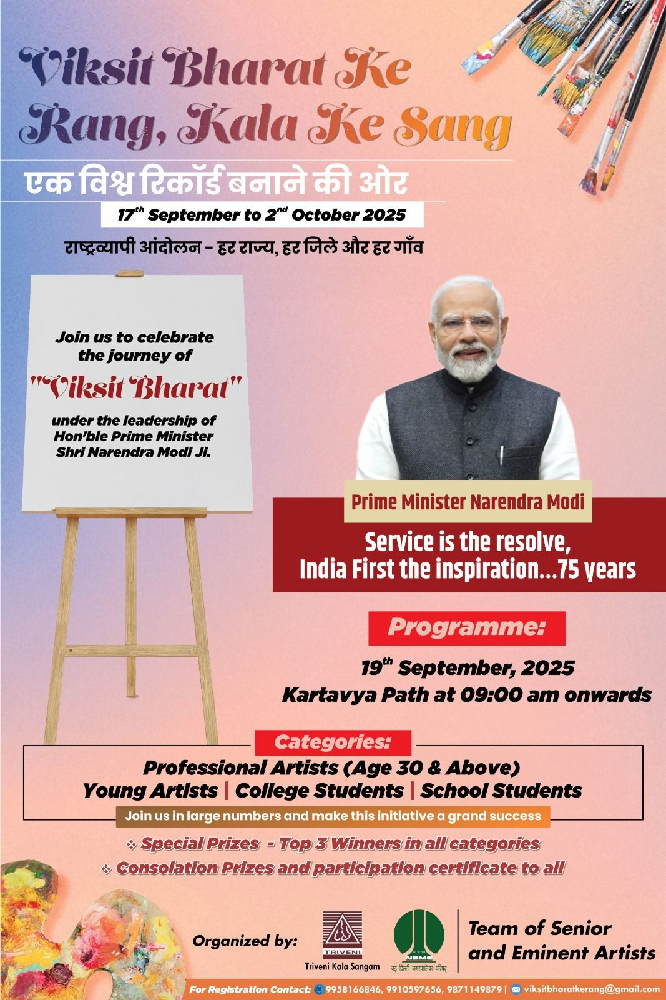 Viksit Bharat Ke
Rang, Kala Ke Sang
एक विश्व रिकॉर्ड बनाने की ओर
17th September to 2nd October 2025
राष्ट्रव्यापी आंदोलन - हर राज्य, हर जिले और हर गाँव
Join us to celebrate
the journey of
"Viksit Bharat"
under the leadership of
Hon'ble Prime Minister
Shri Narendra Modi Ji.
Prime Minister Narendra Modi
Service is the resolve,
India First the inspiration...75 years
Programme:
19th September, 2025
Kartavya Path at 09:00 am onwards
Categories:
Professional Artists (Age 30 & Above)
Young Artists | College Students | School Students
Join us in large numbers and make this initiative a grand success
❖ Special Prizes - Top 3 Winners in all categories
❖ Consolation Prizes and participation certificate to all
Organized by:
TRIVENI
Triveni Kala Sangam
NDMC
नई दिल्ली नगरपालिका परिषद्
Team of Senior
and Eminent Artists
For Registration Contact: 9958166846, 9910597656, 9871149879 | viksitbharatkerang@gmail.com